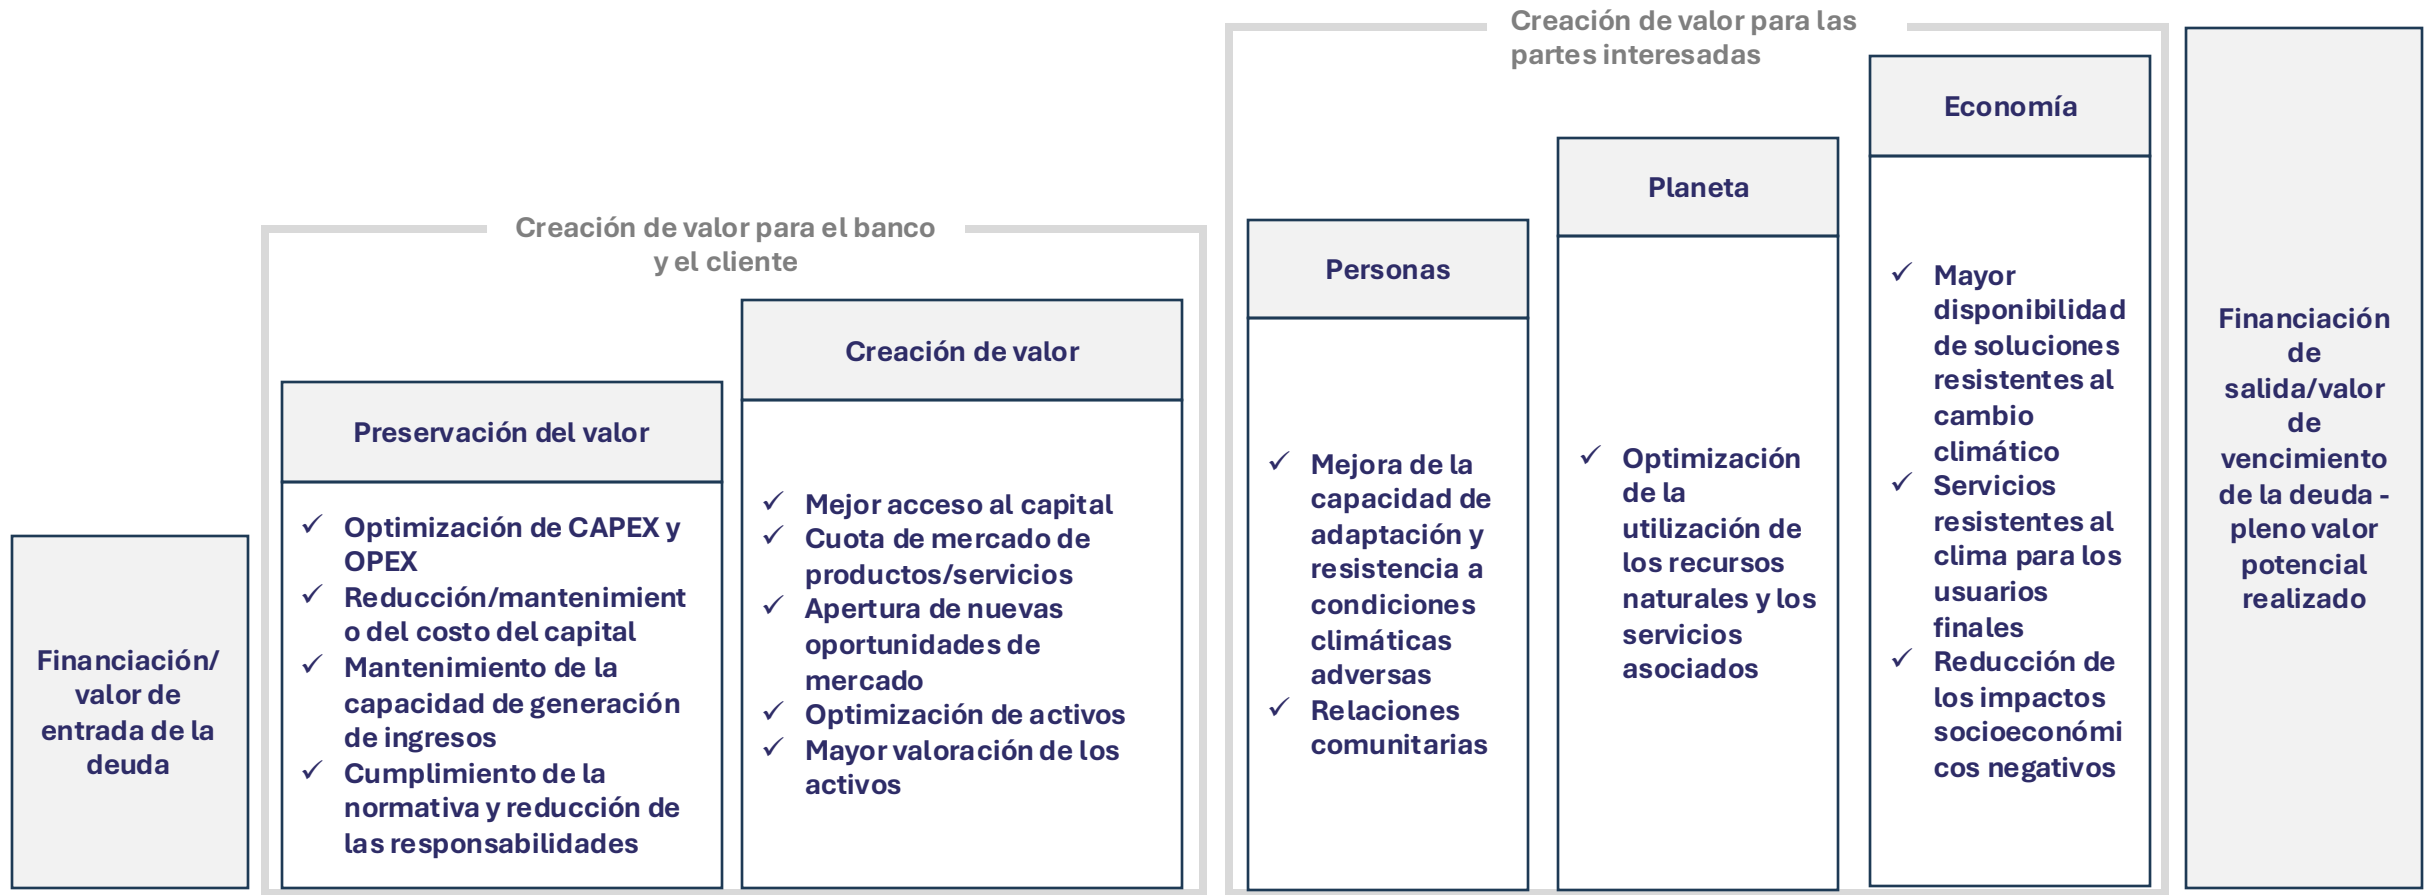 Financiación/
valor de
entrada de la
deuda
Creación de valor para el banco
y el cliente
Preservación del valor
✓ Optimización de CAPEX y
OPEX
✓ Reducción/mantenimient
o del costo del capital
✓ Mantenimiento de la
capacidad de generación
de ingresos
✓ Cumplimiento de la
normativa y reducción de
las responsabilidades
Creación de valor
✓ Mejor acceso al capital
✓ Cuota de mercado de
productos/servicios
✓ Apertura de nuevas
oportunidades de
mercado
✓ Optimización de activos
✓ Mayor valoración de los
activos
Creación de valor para las
partes interesadas
Personas
✓ Mejora de la
capacidad de
adaptación y
resistencia a
condiciones
climáticas
adversas
✓ Relaciones
comunitarias
Planeta
✓ Optimización
de la
utilización de
los recursos
naturales y los
servicios
asociados
Economía
✓ Mayor
disponibilidad
de soluciones
resistentes al
cambio
climático
✓ Servicios
resistentes al
clima para los
usuarios
finales
✓ Reducción de
los impactos
socioeconómi
cos negativos
Financiación
de
salida/valor
de
vencimiento
de la deuda -
pleno valor
potencial
realizado